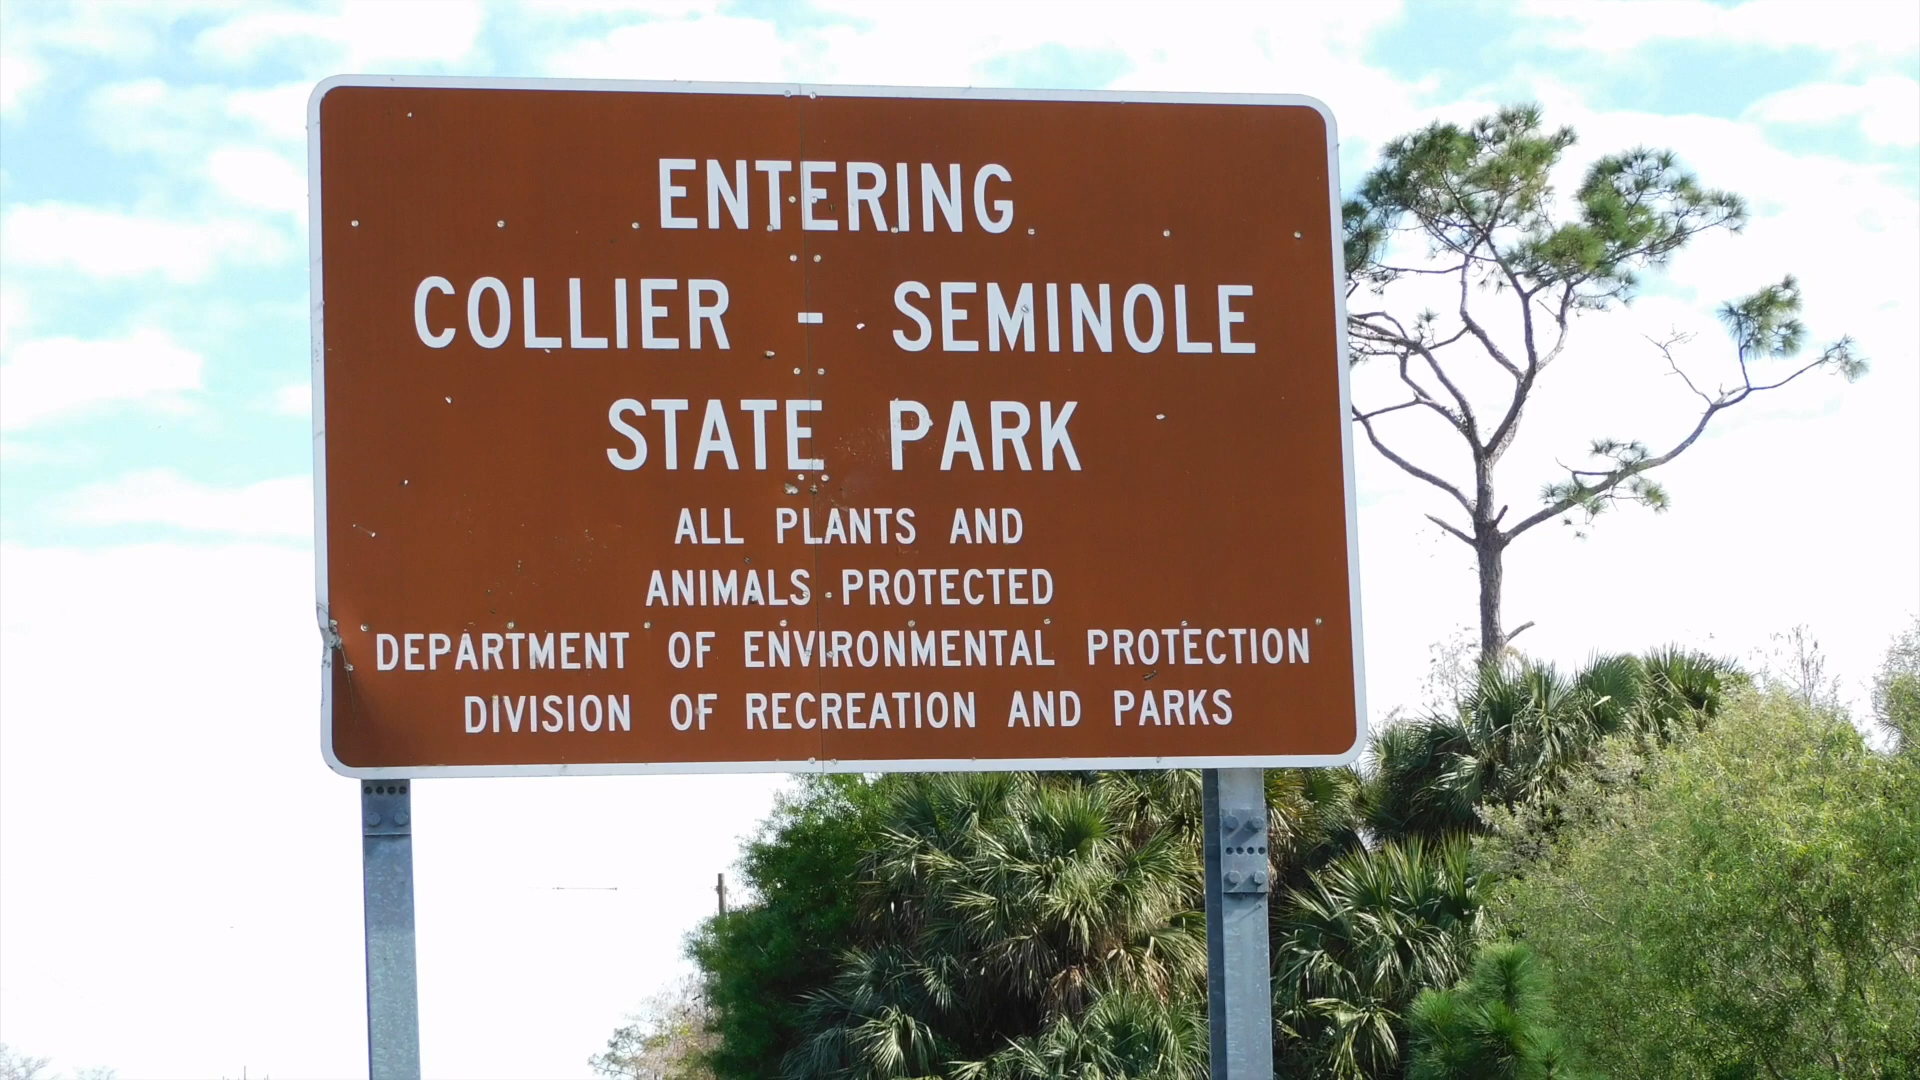 ENTERING
COLLIER - SEMINOLE
STATE PARK
ALL PLANTS AND
ANIMALS PROTECTED
DEPARTMENT OF ENVIRONMENTAL PROTECTION
DIVISION OF RECREATION AND PARKS